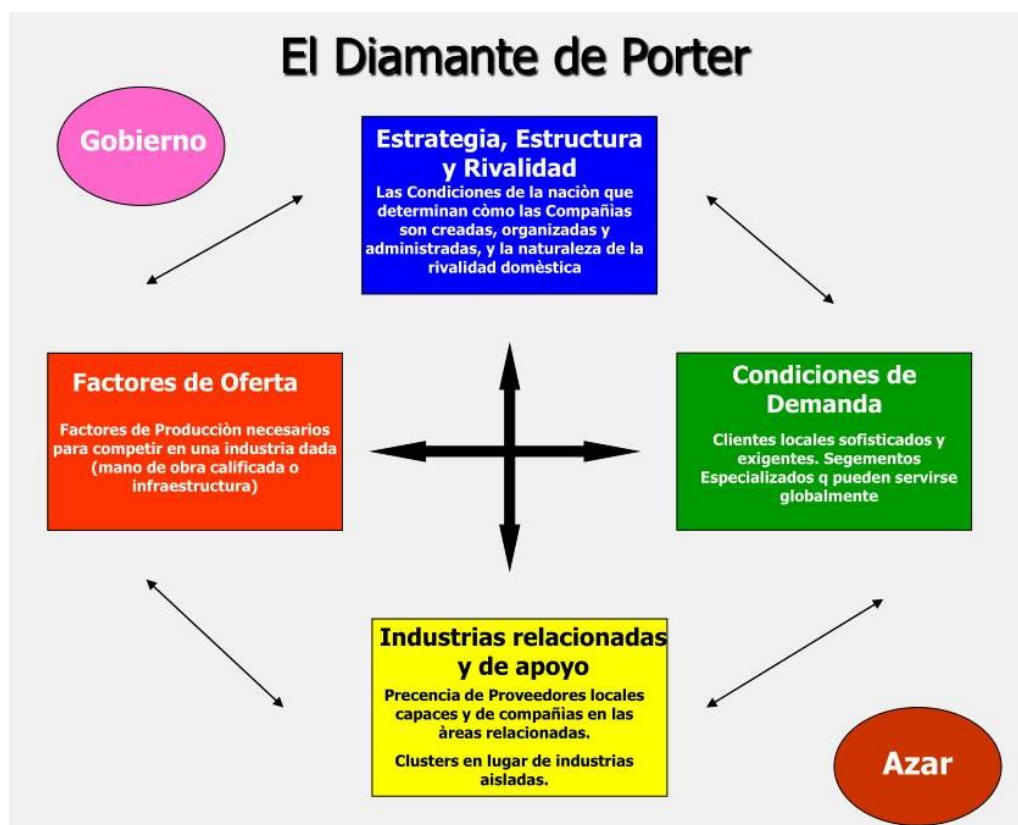 El Diamante de Porter
Gobierno
Estrategia, Estructura
y Rivalidad
Las Condiciones de la naciòn que
determinan còmo las Compañìas
son creadas, organizadas y
administradas, y la naturaleza de la
rivalidad domèstica
Factores de Oferta
Factores de Producciòn necesarios
para competir en una industria dada
(mano de obra calificada o
infraestructura)
Condiciones de
Demanda
Clientes locales sofisticados y
exigentes. Segementos
Especializados q pueden servirse
globalmente
Industrias relacionadas
y de apoyo
Precencia de Proveedores locales
capaces y de compañìas en las
àreas relacionadas.
Clusters en lugar de industrias
aisladas.
Azar